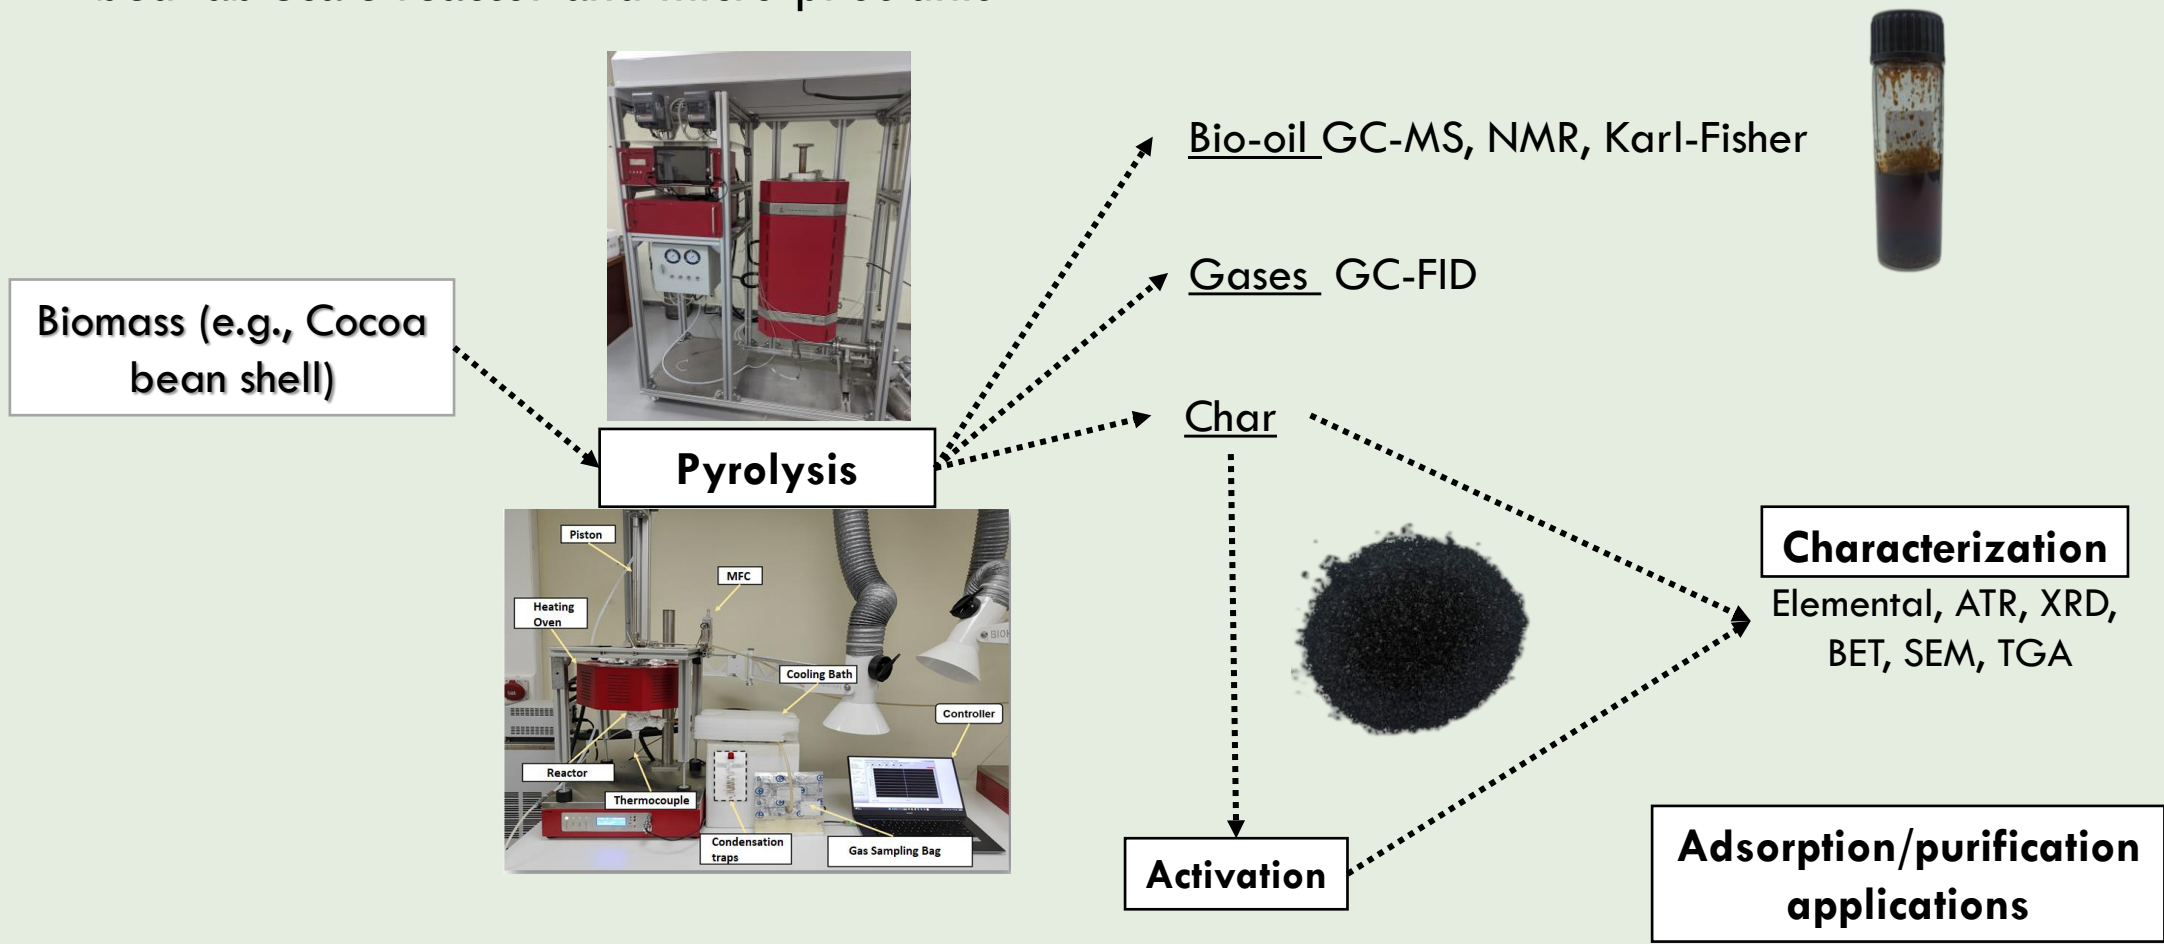 Biomass (e.g., Cocoa
bean shell)
Pyrolysis
Bio-oil GC-MS, NMR, Karl-Fisher
Gases GC-FID
Char
Characterization
Elemental, ATR, XRD,
BET, SEM, TGA
Activation
Adsorption/purification
applications
Piston
MFC
Heating
Oven
Cooling Bath
Controller
Reactor
Thermocouple
Condensation
traps
Gas Sampling Bag